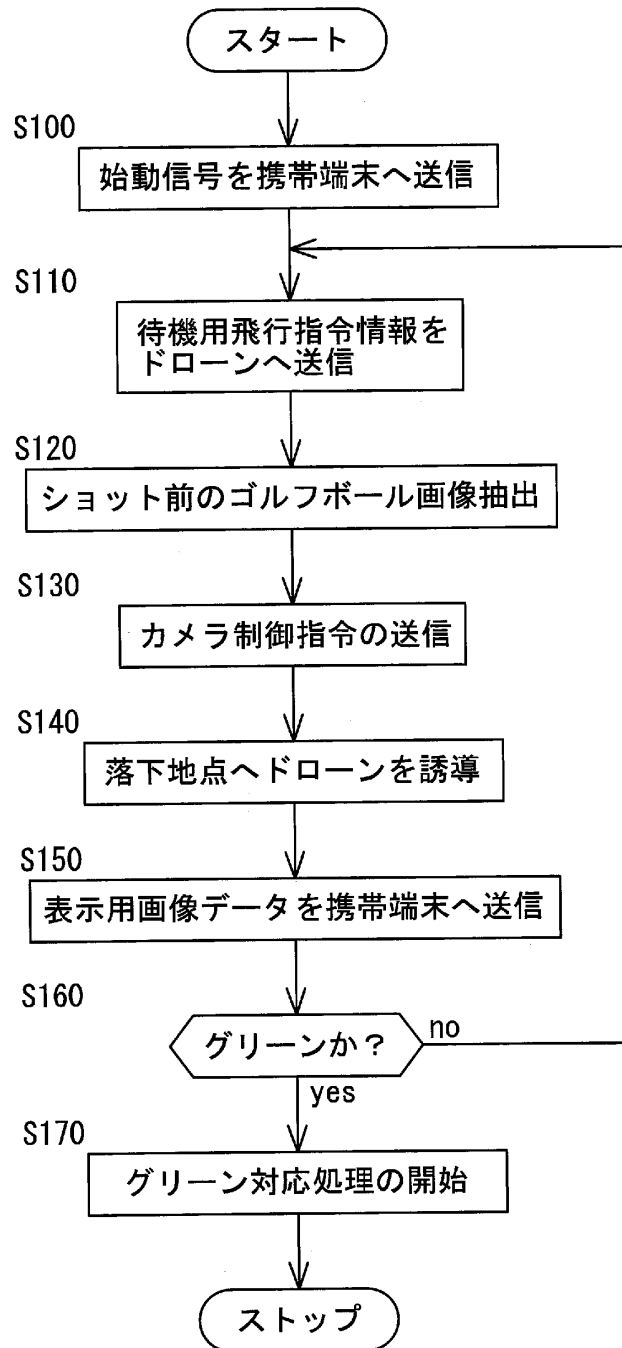 スタート
S100
始動信号を携帯端末へ送信
S110
待機用飛行指令情報を
ドローンへ送信
S120
ショット前のゴルフボール画像抽出
S130
カメラ制御指令の送信
S140
落下地点へドローンを誘導
S150
表示用画像データを携帯端末へ送信
S160
グリーンか？
no
yes
S170
グリーン対応処理の開始
ストップ